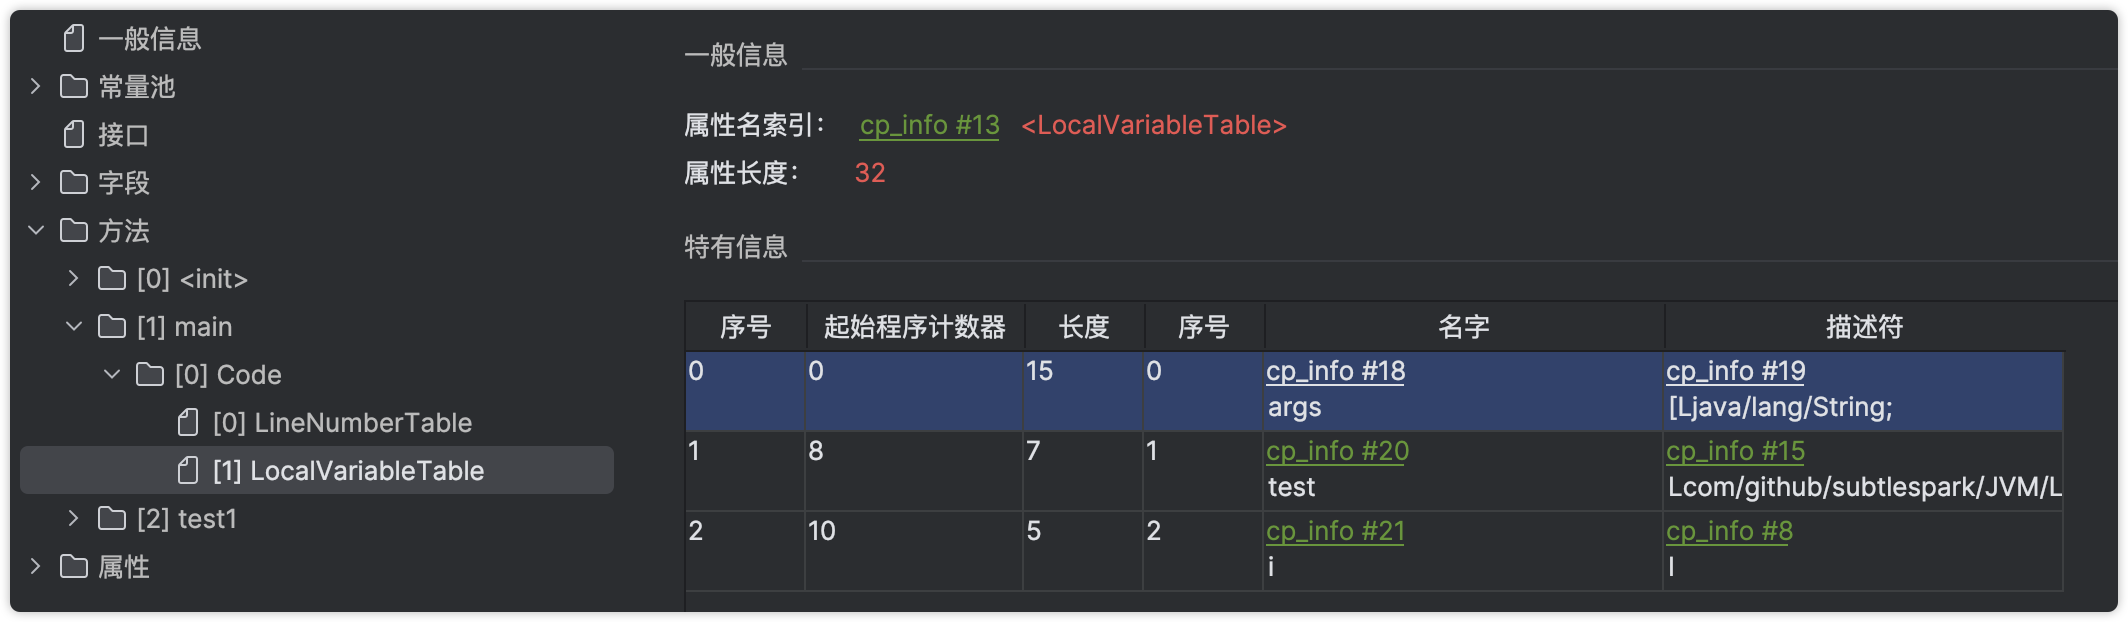 一般信息
常量池
接口
字段
方法
[0] <init>
[1] main
[0] Code
[0] LineNumberTable
[1] LocalVariableTable
[2] test1
属性
一般信息
属性名索引： cp_info #13 <LocalVariableTable>
属性长度： 32
特有信息
序号 起始程序计数器 长度 序号 名字 描述符
0 0 15 0 cp_info #18 cp_info #19
args [Ljava/lang/String;
1 8 7 1 cp_info #20 cp_info #15
test Lcom/github/subtlespark/JVM/L
2 10 5 2 cp_info #21 cp_info #8
i I